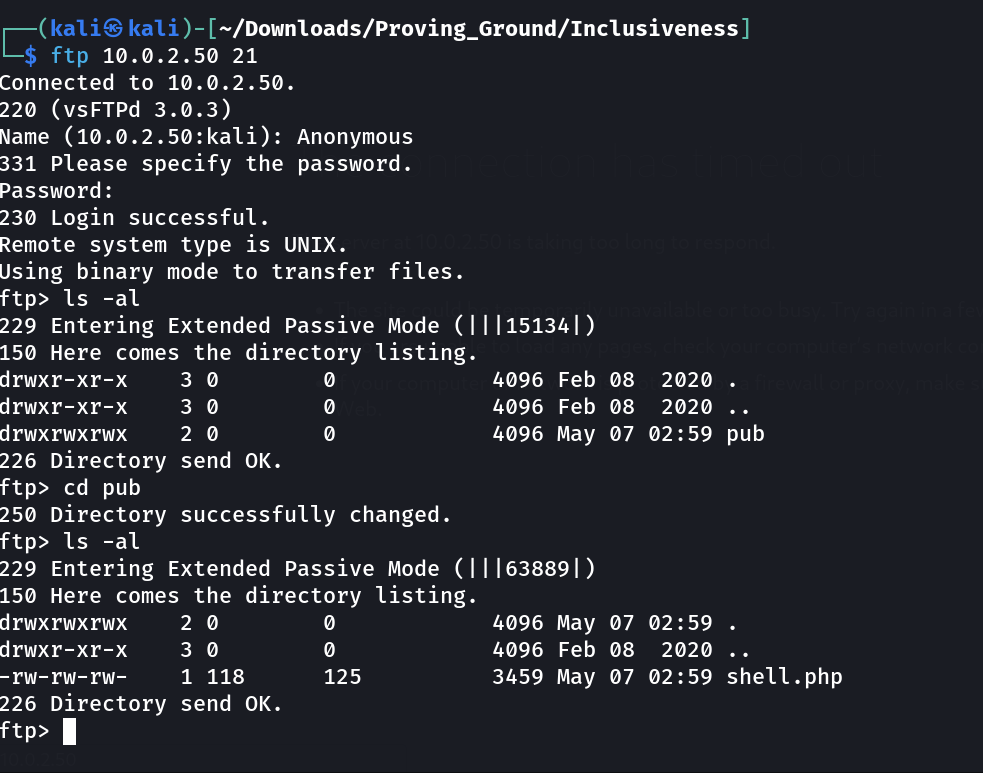 ┌──(kali㉿kali)-[~/Downloads/Proving_Ground/Inclusiveness]
└─$ ftp 10.0.2.50 21
Connected to 10.0.2.50.
220 (vsFTPd 3.0.3)
Name (10.0.2.50:kali): Anonymous
331 Please specify the password.
Password:
230 Login successful.
Remote system type is UNIX.
Using binary mode to transfer files.
ftp> ls -al
229 Entering Extended Passive Mode (|||15134|)
150 Here comes the directory listing.
drwxr-xr-x    3 0        0            4096 Feb 08  2020 .
drwxr-xr-x    3 0        0            4096 Feb 08  2020 ..
drwxrwxrwx    2 0        0            4096 May 07 02:59 pub
226 Directory send OK.
ftp> cd pub
250 Directory successfully changed.
ftp> ls -al
229 Entering Extended Passive Mode (|||63889|)
150 Here comes the directory listing.
drwxrwxrwx    2 0        0            4096 May 07 02:59 .
drwxr-xr-x    3 0        0            4096 Feb 08  2020 ..
-rw-rw-rw-    1 118      125          3459 May 07 02:59 shell.php
226 Directory send OK.
ftp>